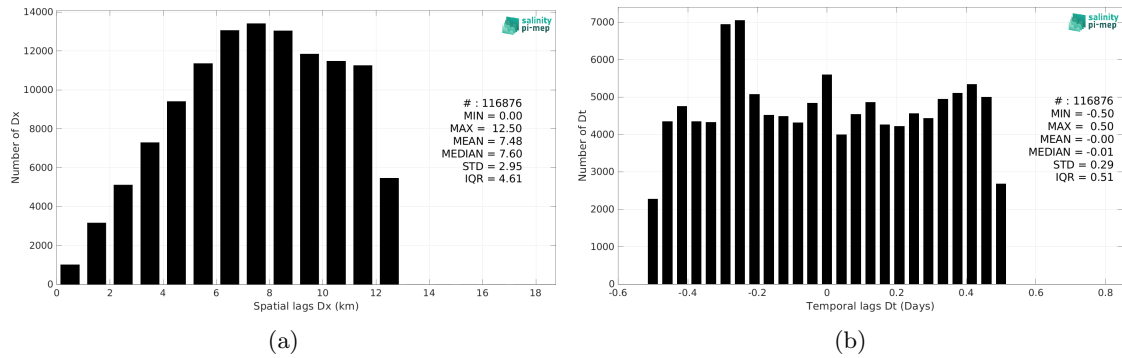 14000
12000
10000
8000
6000
4000
2000
0
Number of Dx
0 2 4 6 8 10 12 14 16 18
Spatial lags Dx (km)
salinity
pi-mep
# : 116876
MIN = 0.00
MAX = 12.50
MEAN = 7.48
MEDIAN = 7.60
STD = 2.95
IQR = 4.61
(a)
7000
6000
5000
4000
3000
2000
1000
0
Number of Dt
-0.6 -0.4 -0.2 0 0.2 0.4 0.6 0.8
Temporal lags Dt (Days)
salinity
pi-mep
# : 116876
MIN = -0.50
MAX = 0.50
MEAN = -0.00
MEDIAN = -0.01
STD = 0.29
IQR = 0.51
(b)